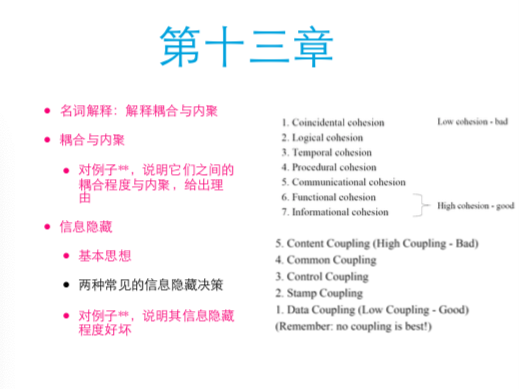 第十三章
名词解释：解释耦合与内聚
耦合与内聚
对例子**，说明它们之间的
耦合程度与内聚，给出理
由
信息隐藏
基本思想
两种常见的信息隐藏决策
对例子**，说明其信息隐藏
程度好坏
1. Coincidental cohesion
Low cohesion - bad
2. Logical cohesion
3. Temporal cohesion
4. Procedural cohesion
5. Communicational cohesion
6. Functional cohesion
7. Informational cohesion
High cohesion - good
5. Content Coupling (High Coupling - Bad)
4. Common Coupling
3. Control Coupling
2. Stamp Coupling
1. Data Coupling (Low Coupling - Good)
(Remember: no coupling is best!)